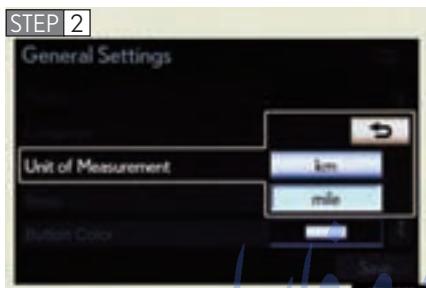 STEP 2
General Settings
Unit of Measurement
km
mile
Button Color